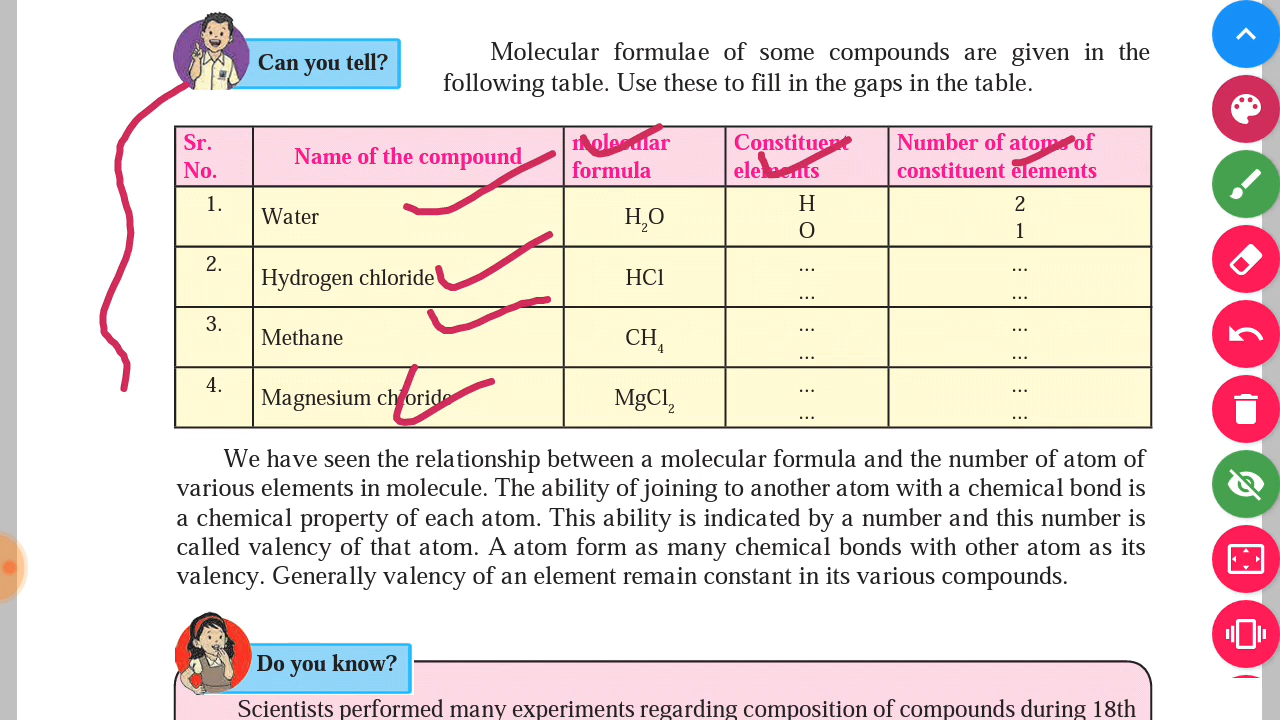 Can you tell?
Molecular formulae of some compounds are given in the
following table. Use these to fill in the gaps in the table.
Sr. No. Name of the compound molecular formula Constituent elements Number of atoms of constituent elements
1. Water H₂O H 2
O 1
2. Hydrogen chloride HCl ... ...
... ...
3. Methane CH₄ ... ...
... ...
4. Magnesium chloride MgCl₂ ... ...
... ...
We have seen the relationship between a molecular formula and the number of atom of
various elements in molecule. The ability of joining to another atom with a chemical bond is
a chemical property of each atom. This ability is indicated by a number and this number is
called valency of that atom. A atom form as many chemical bonds with other atom as its
valency. Generally valency of an element remain constant in its various compounds.
Do you know?
Scientists performed many experiments regarding composition of compounds during 18th